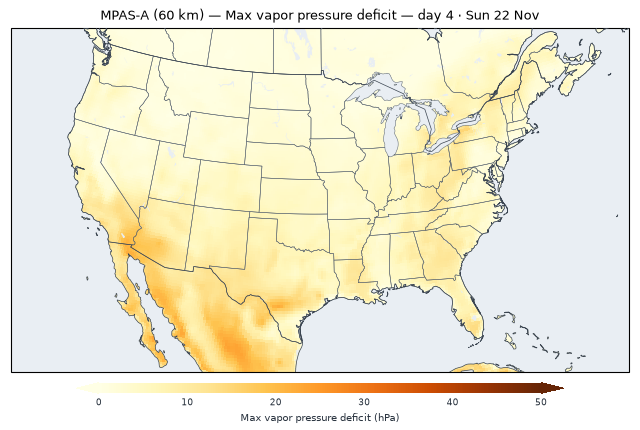 MPAS-A (60 km) — Max vapor pressure deficit — day 4 · Sun 22 Nov
0 10 20 30 40 50
Max vapor pressure deficit (hPa)